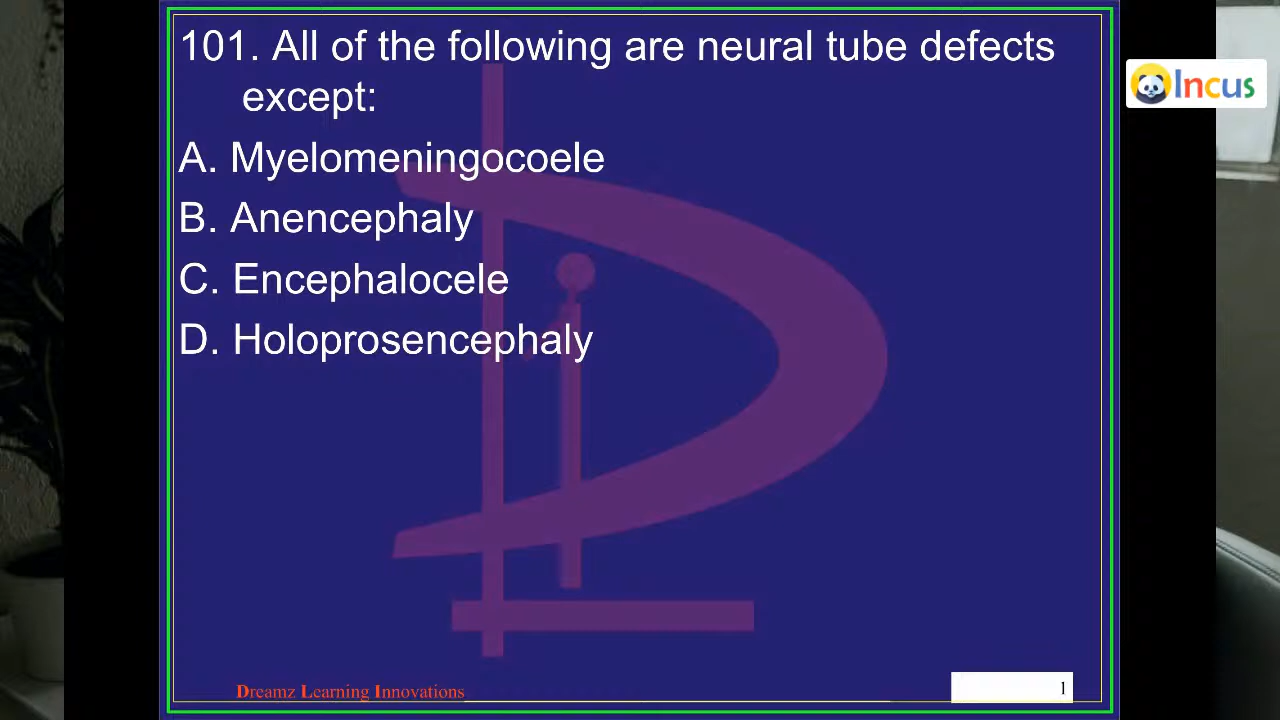 101. All of the following are neural tube defects
except:
A. Myelomeningocoele
B. Anencephaly
C. Encephalocele
D. Holoprosencephaly
Incus
Dreamz Learning Innovations
1